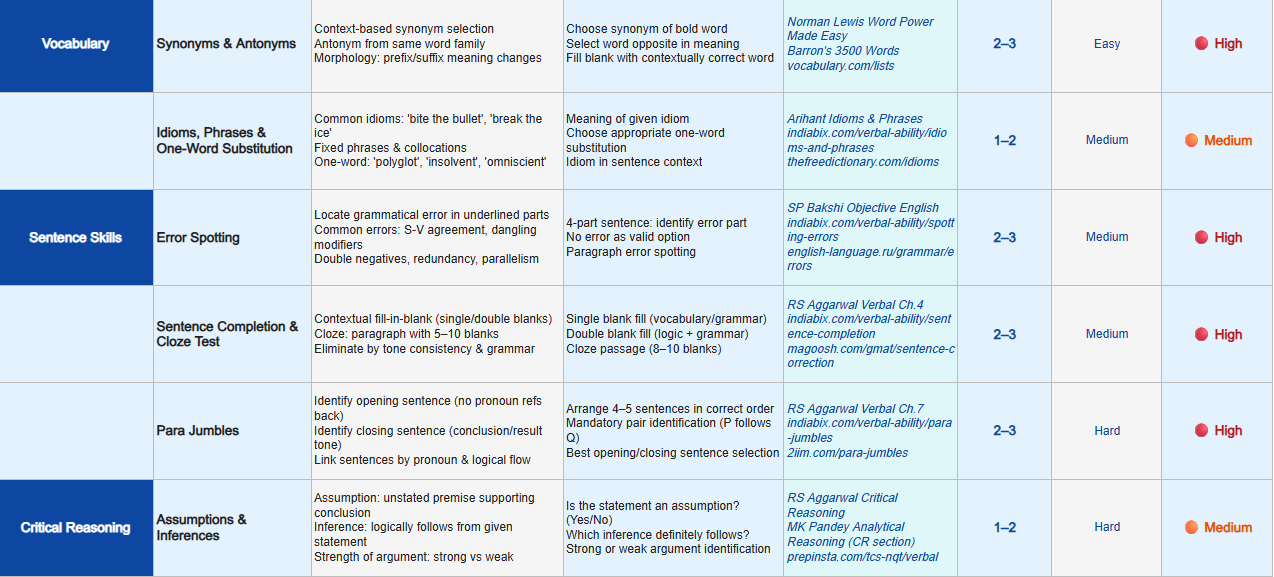 Vocabulary
Synonyms & Antonyms
Context-based synonym selection
Antonym from same word family
Morphology: prefix/suffix meaning changes
Choose synonym of bold word
Select word opposite in meaning
Fill blank with contextually correct word
Norman Lewis Word Power
Made Easy
Barron's 3500 Words
vocabulary.com/lists
2–3
Easy
High
Idioms, Phrases &
One-Word Substitution
Common idioms: 'bite the bullet', 'break the
ice'
Fixed phrases & collocations
One-word: 'polyglot', 'insolvent', 'omniscient'
Meaning of given idiom
Choose appropriate one-word
substitution
Idiom in sentence context
Arihant Idioms & Phrases
indiabix.com/verbal-ability/idio
ms-and-phrases
thefreedictionary.com/idioms
1–2
Medium
Medium
Sentence Skills
Error Spotting
Locate grammatical error in underlined parts
Common errors: S-V agreement, dangling
modifiers
Double negatives, redundancy, parallelism
4-part sentence: identify error part
No error as valid option
Paragraph error spotting
SP Bakshi Objective English
indiabix.com/verbal-ability/spott
ing-errors
english-language.ru/grammar/e
rrors
2–3
Medium
High
Sentence Completion &
Cloze Test
Contextual fill-in-blank (single/double blanks)
Cloze: paragraph with 5–10 blanks
Eliminate by tone consistency & grammar
Single blank fill (vocabulary/grammar)
Double blank fill (logic + grammar)
Cloze passage (8–10 blanks)
RS Aggarwal Verbal Ch.4
indiabix.com/verbal-ability/sent
ence-completion
magoosh.com/gmat/sentence-c
orrection
2–3
Medium
High
Para Jumbles
Identify opening sentence (no pronoun refs
back)
Identify closing sentence (conclusion/result
tone)
Link sentences by pronoun & logical flow
Arrange 4–5 sentences in correct order
Mandatory pair identification (P follows
Q)
Best opening/closing sentence selection
RS Aggarwal Verbal Ch.7
indiabix.com/verbal-ability/para
-jumbles
2iim.com/para-jumbles
2–3
Hard
High
Critical Reasoning
Assumptions &
Inferences
Assumption: unstated premise supporting
conclusion
Inference: logically follows from given
statement
Strength of argument: strong vs weak
Is the statement an assumption?
(Yes/No)
Which inference definitely follows?
Strong or weak argument identification
RS Aggarwal Critical
Reasoning
MK Pandey Analytical
Reasoning (CR section)
prepinsta.com/tcs-nqt/verbal
1–2
Hard
Medium